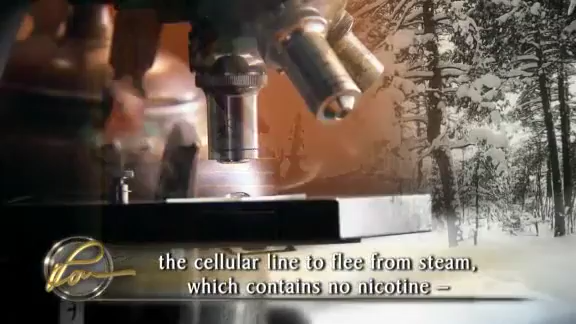 the cellular line to flee from steam,
which contains no nicotine –